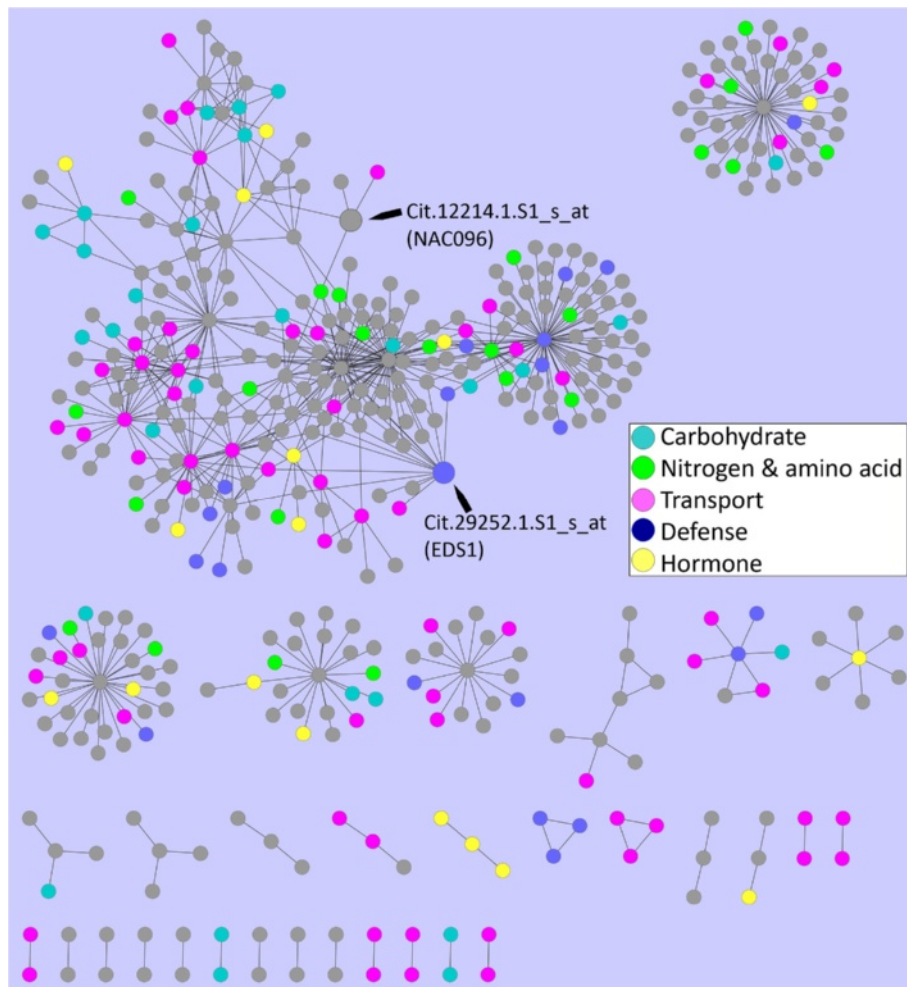 Cit.12214.1.S1_s_at
(NAC096)
Carbohydrate
Nitrogen & amino acid
Transport
Defense
Hormone
Cit.29252.1.S1_s_at
(EDS1)